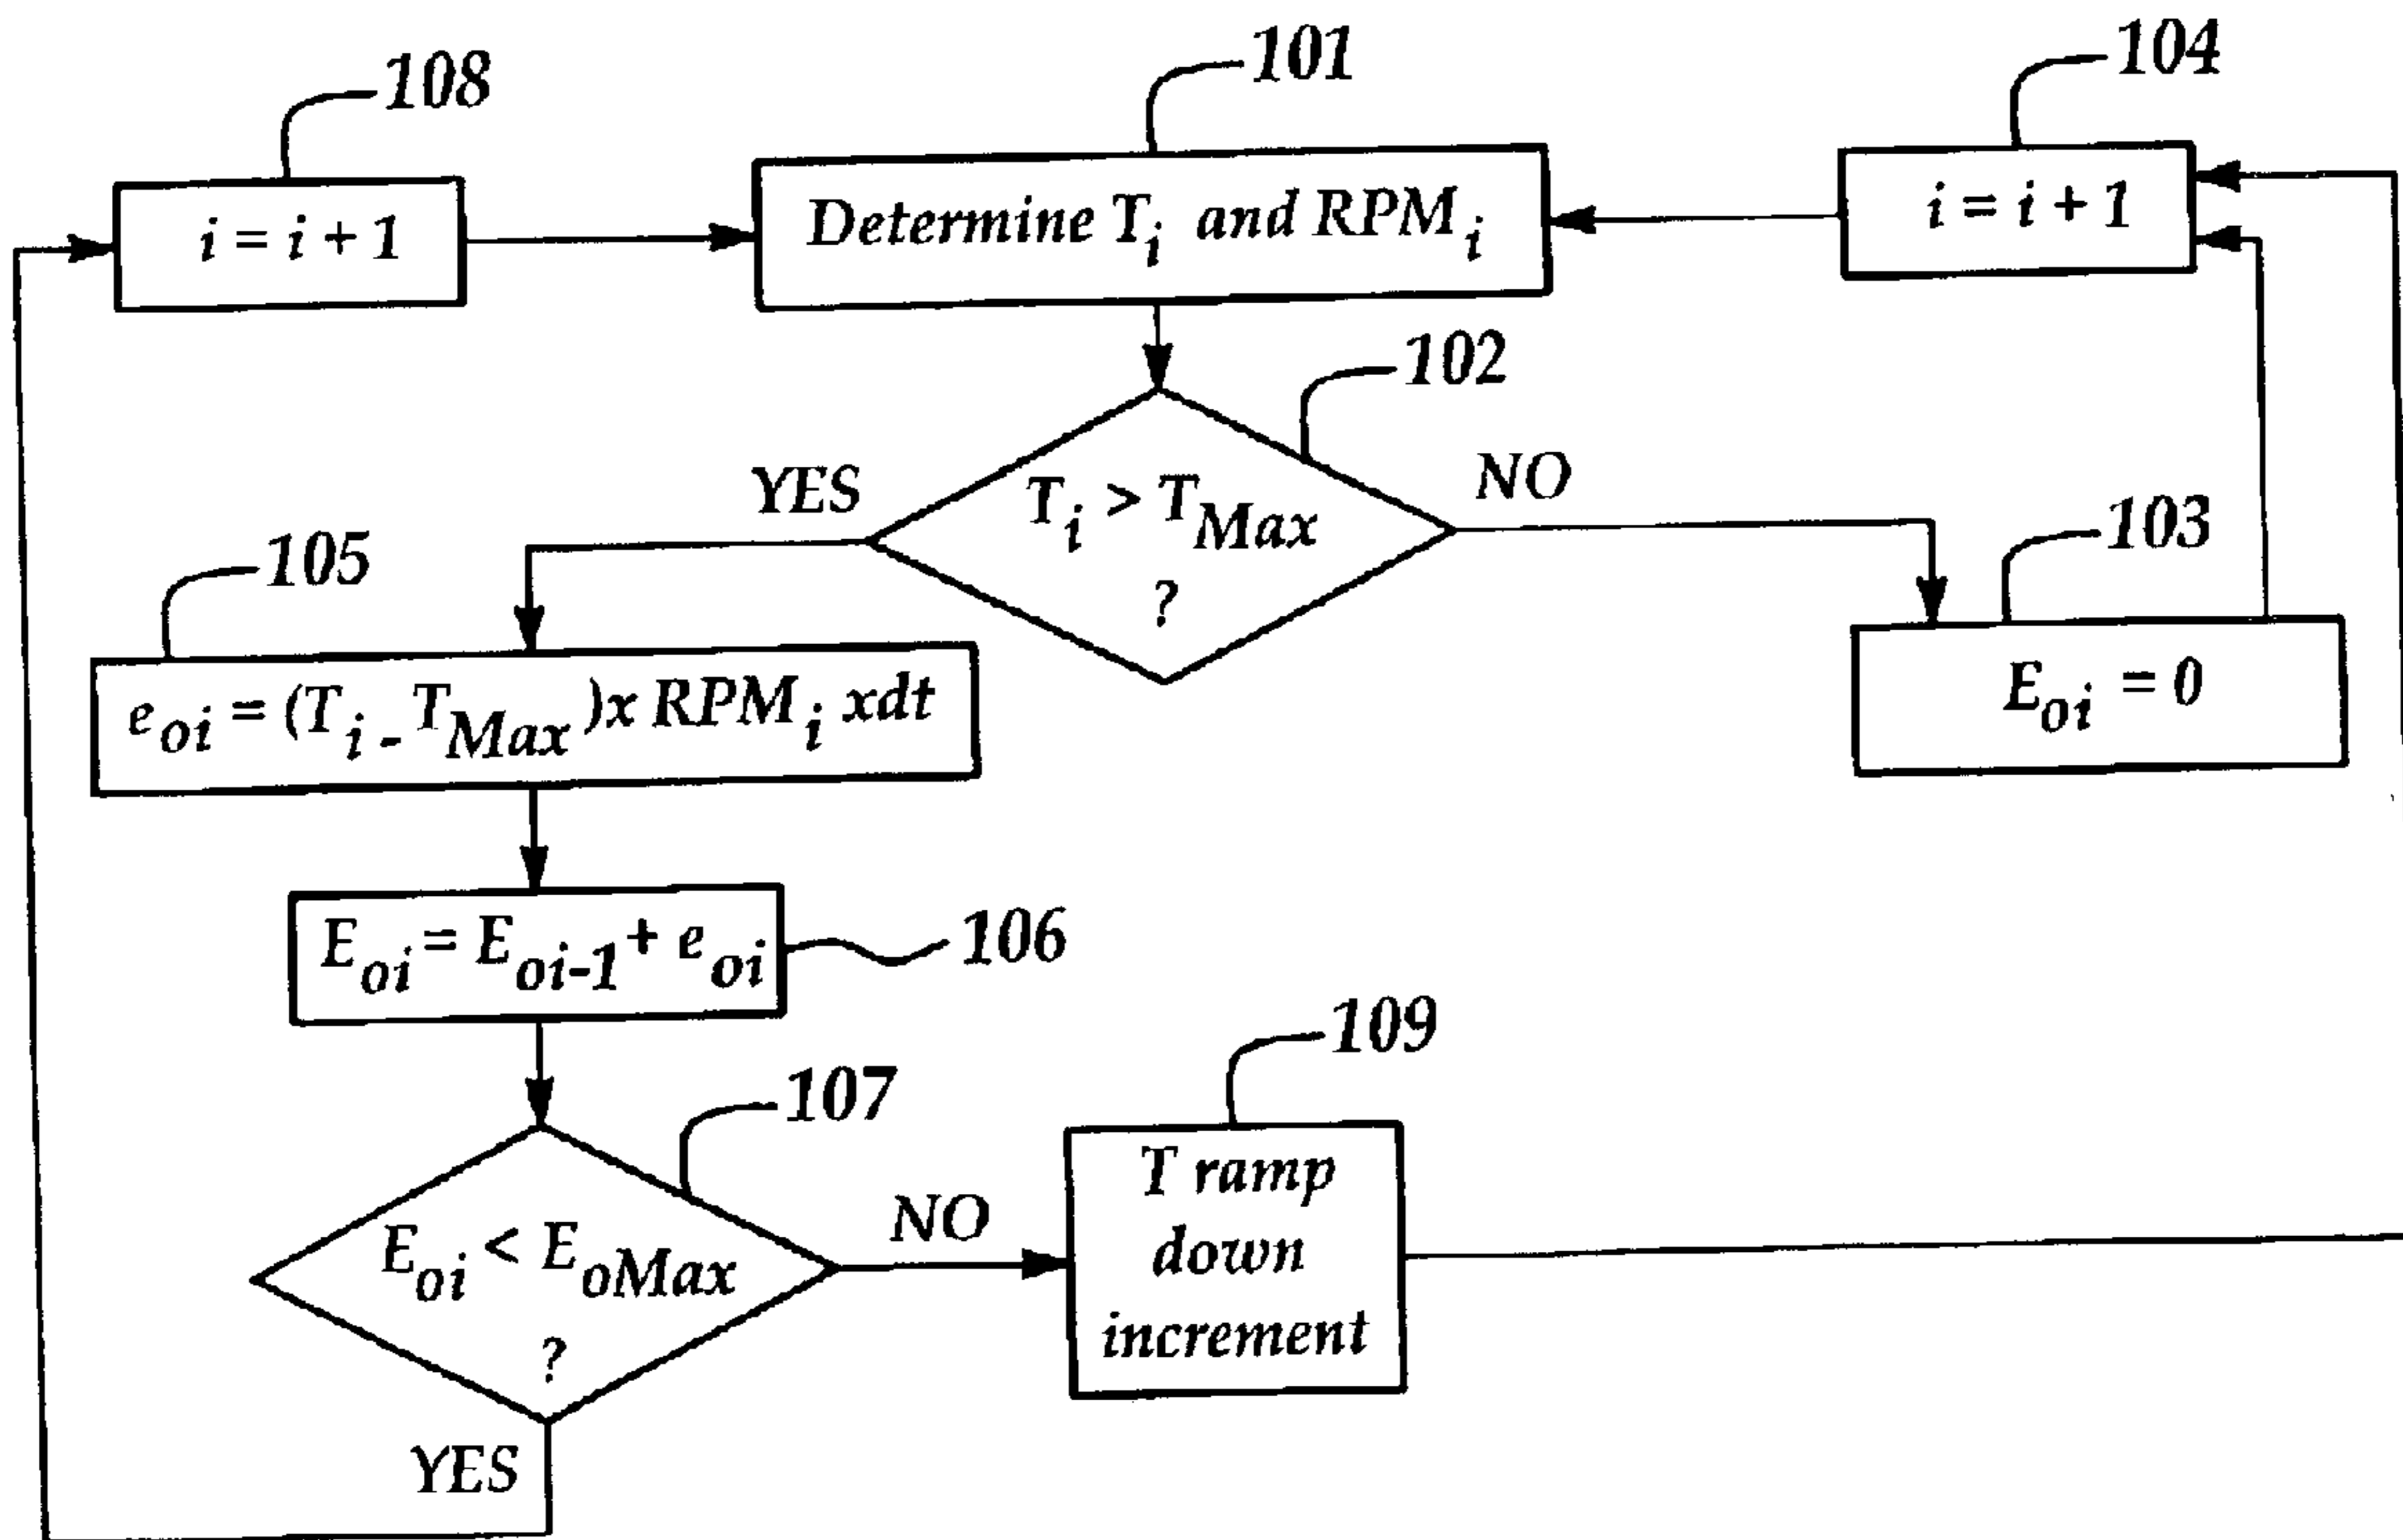 108
101
104
i = i + 1
Determine T_i and RPM_i
i = i + 1
102
YES
T_i > T_Max
?
NO
105
103
e_oi = (T_i - T_Max)x RPM_i xdt
E_oi = 0
E_oi = E_oi-1 + e_oi
106
107
109
E_oi < E_oMax
?
NO
T ramp
down
increment
YES